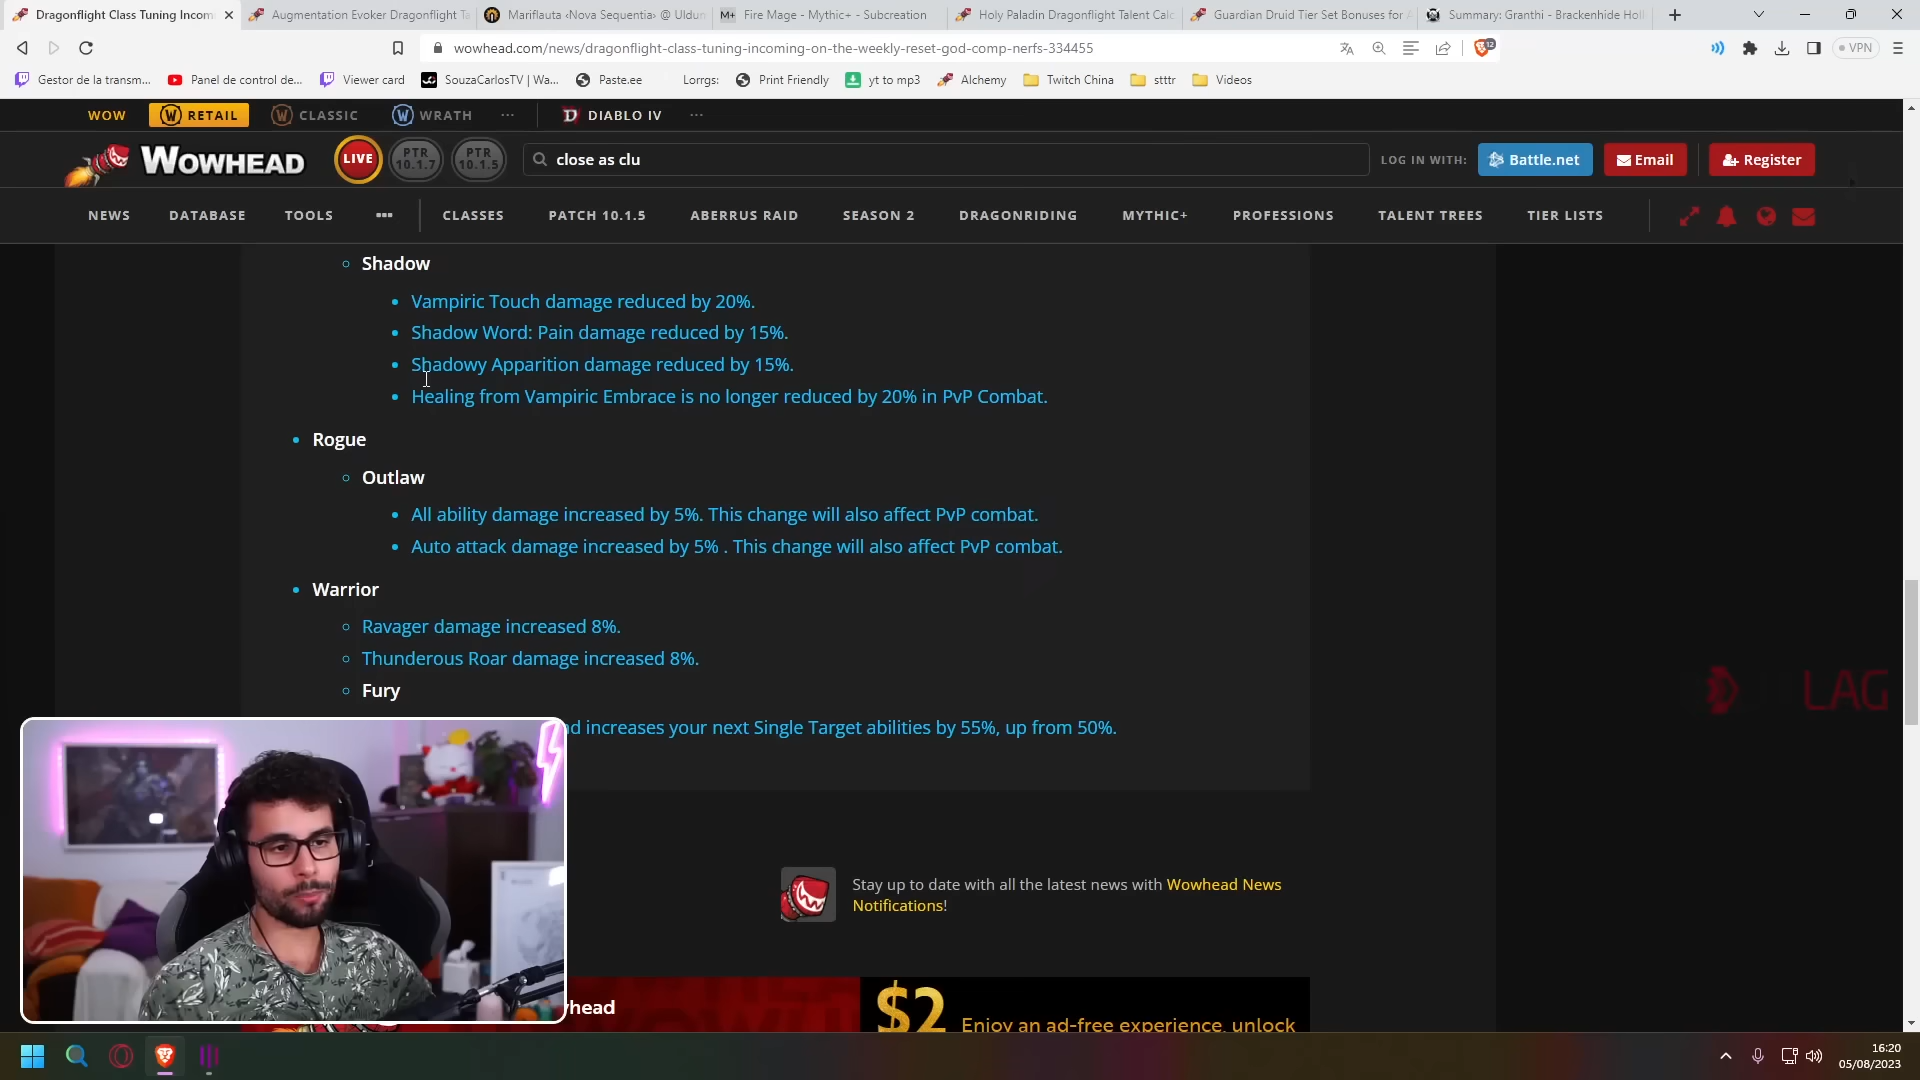 Dragonflight Class Tuning Incom
Augmentation Evoker Dragonflight Ta
Mariflauta ‹Nova Sequentia› @ Uldun
M+ Fire Mage - Mythic+ - Subcreation
Holy Paladin Dragonflight Talent Calc
Guardian Druid Tier Set Bonuses for
Summary: Granthi - Brackenhide Holl
wowhead.com/news/dragonflight-class-tuning-incoming-on-the-weekly-reset-god-comp-nerfs-334455
12
VPN
Gestor de la transm...
Panel de control de...
Viewer card
SouzaCarlosTV | Wa...
Paste.ee
Lorrgs:
Print Friendly
yt to mp3
Alchemy
Twitch China
stttr
Videos
WOW
RETAIL
CLASSIC
WRATH
...
DIABLO IV
...
WOWHEAD
LIVE
PTR 10.1.7
PTR 10.1.5
close as clu
LOG IN WITH:
Battle.net
Email
Register
NEWS
DATABASE
TOOLS
...
CLASSES
PATCH 10.1.5
ABERRUS RAID
SEASON 2
DRAGONRIDING
MYTHIC+
PROFESSIONS
TALENT TREES
TIER LISTS
Shadow
Vampiric Touch damage reduced by 20%.
Shadow Word: Pain damage reduced by 15%.
Shadowy Apparition damage reduced by 15%.
Healing from Vampiric Embrace is no longer reduced by 20% in PvP Combat.
Rogue
Outlaw
All ability damage increased by 5%. This change will also affect PvP combat.
Auto attack damage increased by 5% . This change will also affect PvP combat.
Warrior
Ravager damage increased 8%.
Thunderous Roar damage increased 8%.
Fury
nd increases your next Single Target abilities by 55%, up from 50%.
LAG
Stay up to date with all the latest news with Wowhead News
Notifications!
whead
$2
Enjoy an ad-free experience, unlock
16:20
05/08/2023